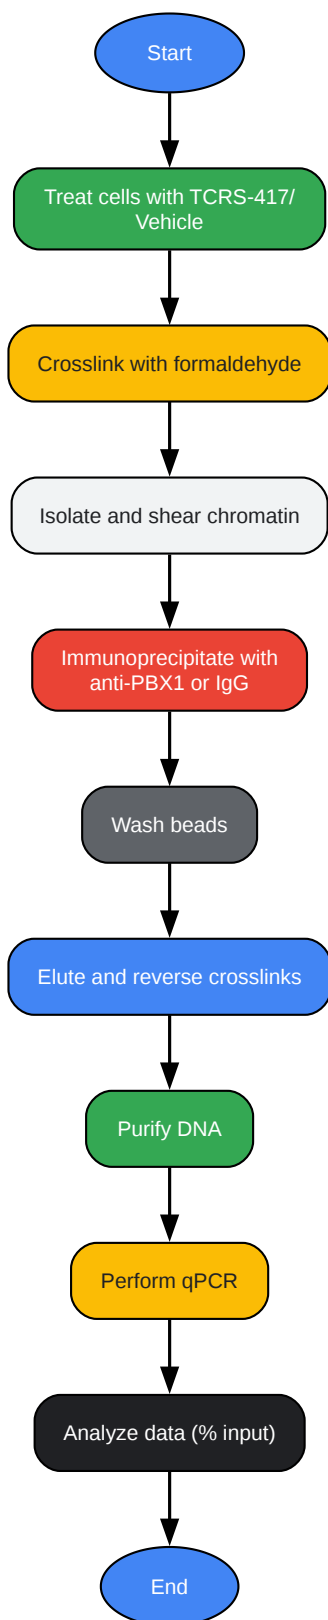 Start
Treat cells with TCRS-417/
Vehicle
Crosslink with formaldehyde
Isolate and shear chromatin
Immunoprecipitate with
anti-PBX1 or IgG
Wash beads
Elute and reverse crosslinks
Purify DNA
Perform qPCR
Analyze data (% input)
End